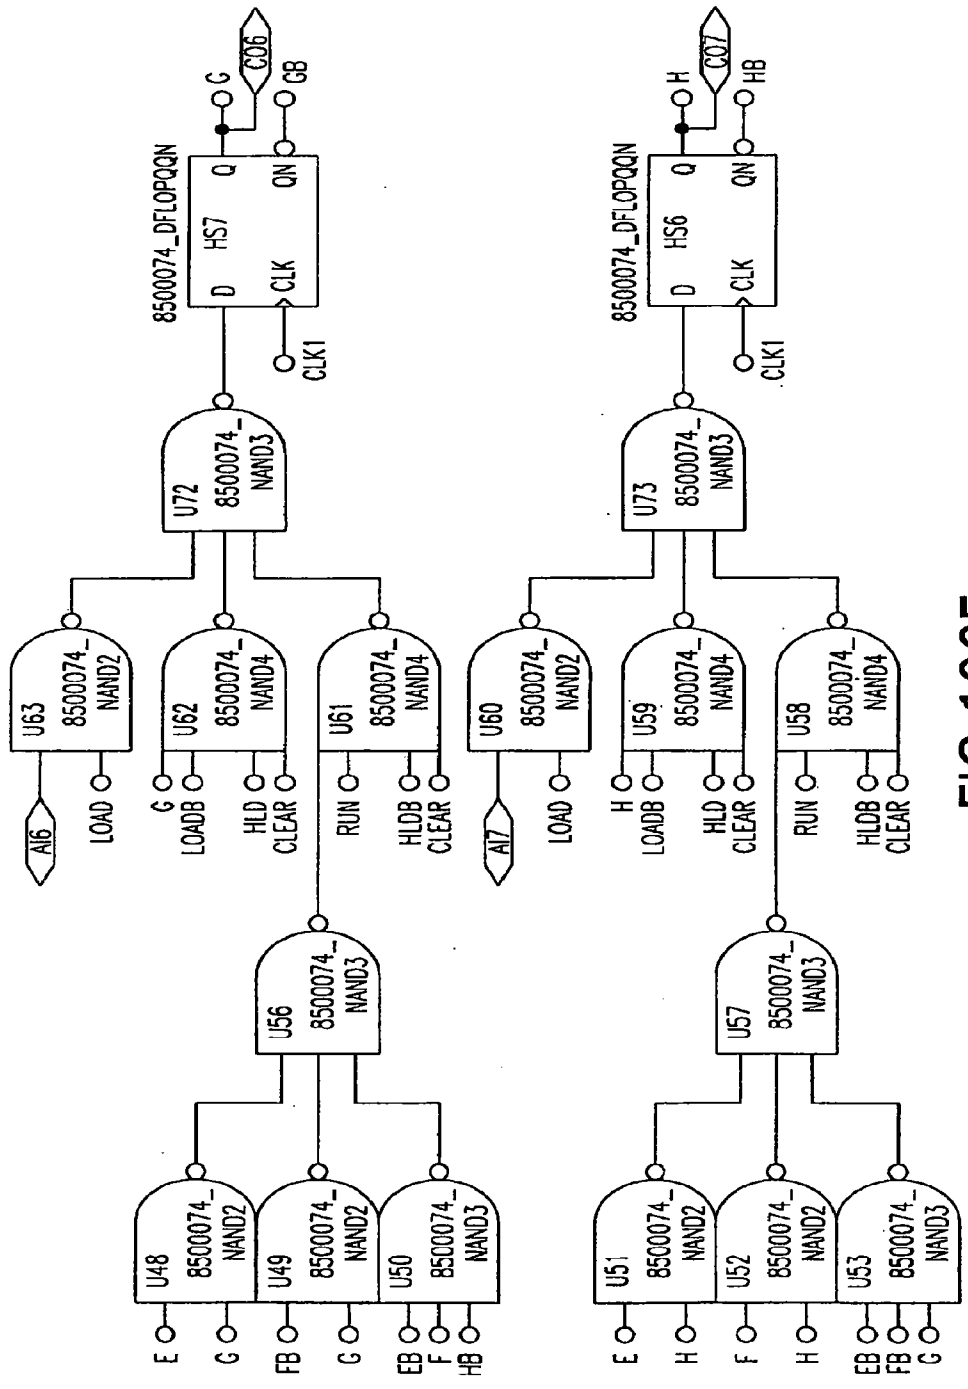 E
G
FB
G
EB
F
HB
U48
8500074_
NAND2
U49
8500074_
NAND2
U50
8500074_
NAND3
U56
8500074_
NAND3
AI6
LOAD
G
LOADB
HLD
CLEAR
RUN
HLDB
CLEAR
U63
8500074_
NAND2
U62
8500074_
NAND4
U61
8500074_
NAND4
U72
8500074_
NAND3
8500074_DFLOPQQN
D
HS7
Q
CLK
QN
CLK1
G
CO6
GB
E
H
F
H
EB
FB
G
U51
8500074_
NAND2
U52
8500074_
NAND2
U53
8500074_
NAND3
U57
8500074_
NAND3
AI7
LOAD
H
LOADB
HLD
CLEAR
RUN
HLDB
CLEAR
U60
8500074_
NAND2
U59
8500074_
NAND4
U58
8500074_
NAND4
U73
8500074_
NAND3
8500074_DFLOPQQN
D
HS6
Q
CLK
QN
CLK1
H
CO7
HB